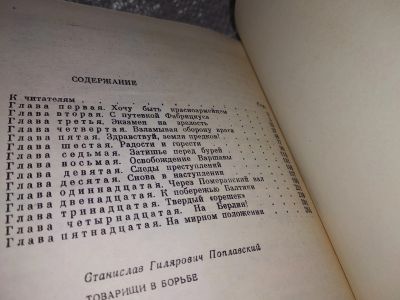 СОДЕРЖАНИЕ
К читателям
Глава первая. Хочу быть красноармейцем
Глава вторая. С путевкой Фабрициуса
Глава третья. Экзамен на зрелость
Глава четвертая. Взламывая оборону врага
Глава пятая. Здравствуй, земля предков!
Глава шестая. Радости и горести
Глава седьмая. Затишье перед бурей
Глава восьмая. Освобождение Варшавы
Глава девятая. Следы преступлений
Глава десятая. Снова в наступлении
Глава одиннадцатая. Через Померанский вал
Глава двенадцатая. К побережью Балтики
Глава тринадцатая. Твердый орешек
Глава четырнадцатая. На Берлин!
Глава пятнадцатая. На мирном положении
Станислав Гилярович Поплавский
ТОВАРИЩИ В БОРЬБЕ